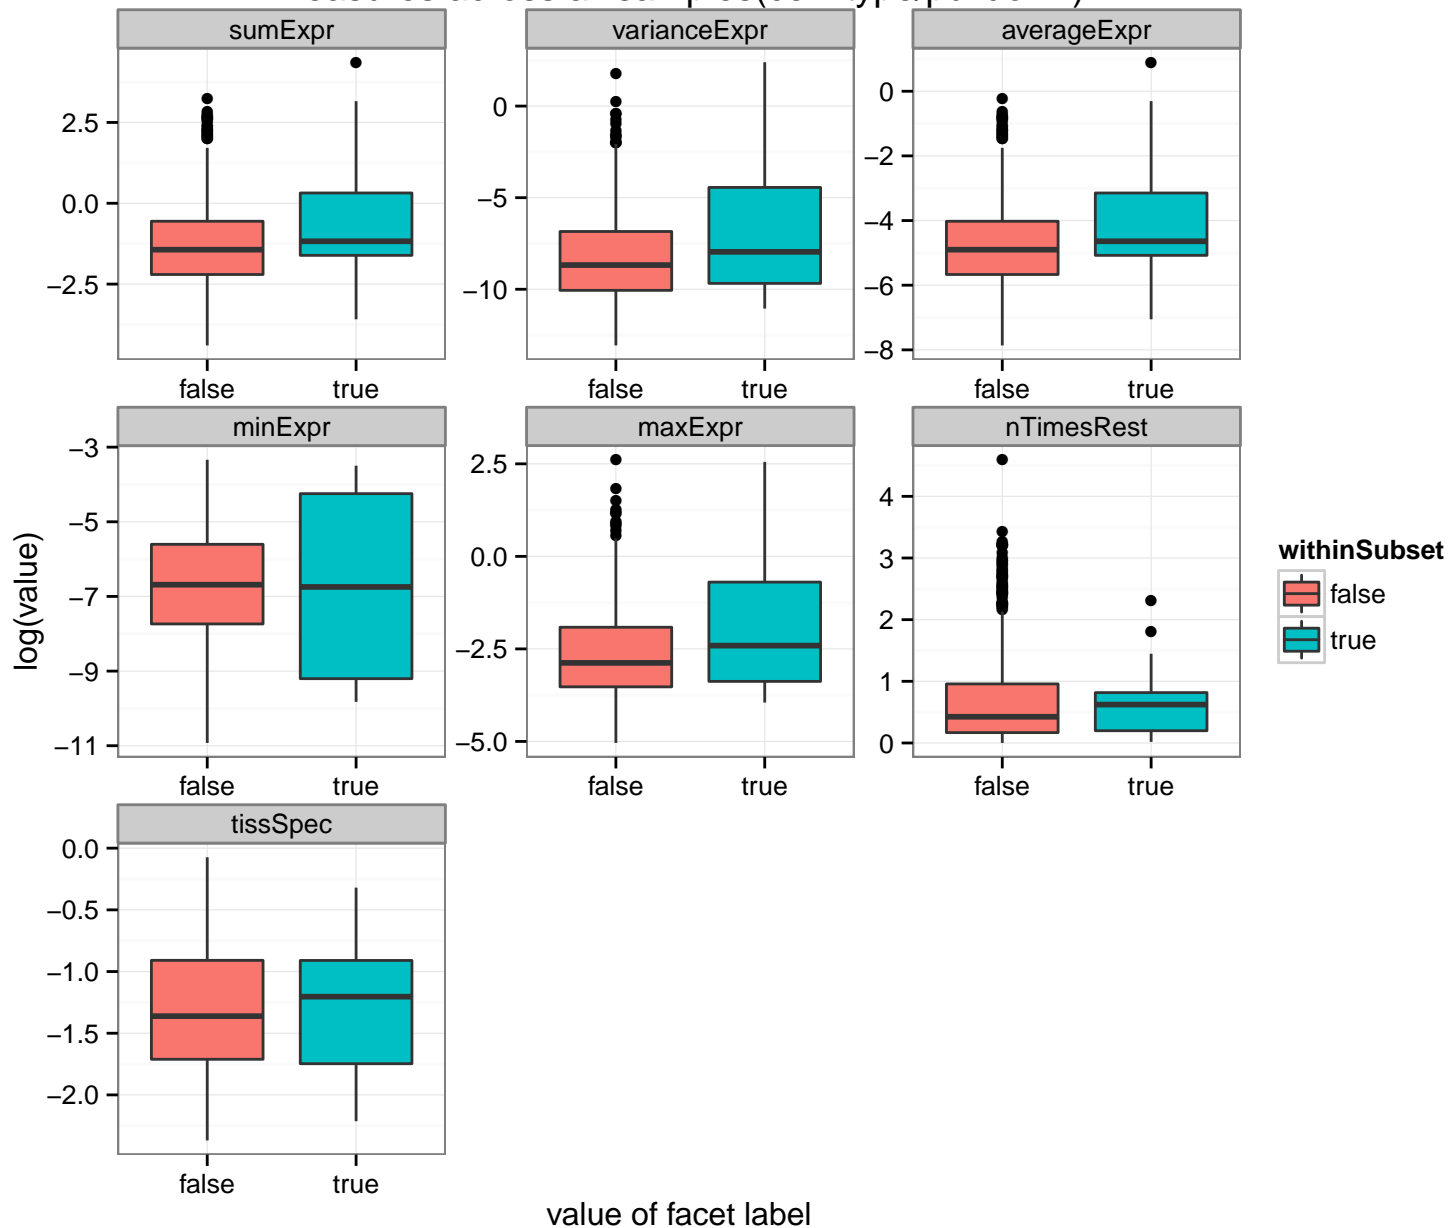 across
sumExpr varianceExpr averageExpr
2.5
0.0
−2.5
0
−5
−10
0
−2
−4
−6
−8
false true false true false true
minExpr maxExpr nTimesRest
−3
−5
−7
−9
−11
2.5
0.0
−2.5
−5.0
4
3
2
1
0
false true false true false true
tissSpec
0.0
−0.5
−1.0
−1.5
−2.0
false true
log(value)
value of facet label
withinSubset
false
true